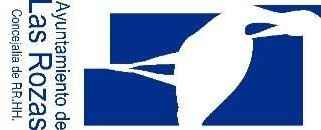 Ayuntamiento de
Las Rozas
Concejalía de RR.HH.